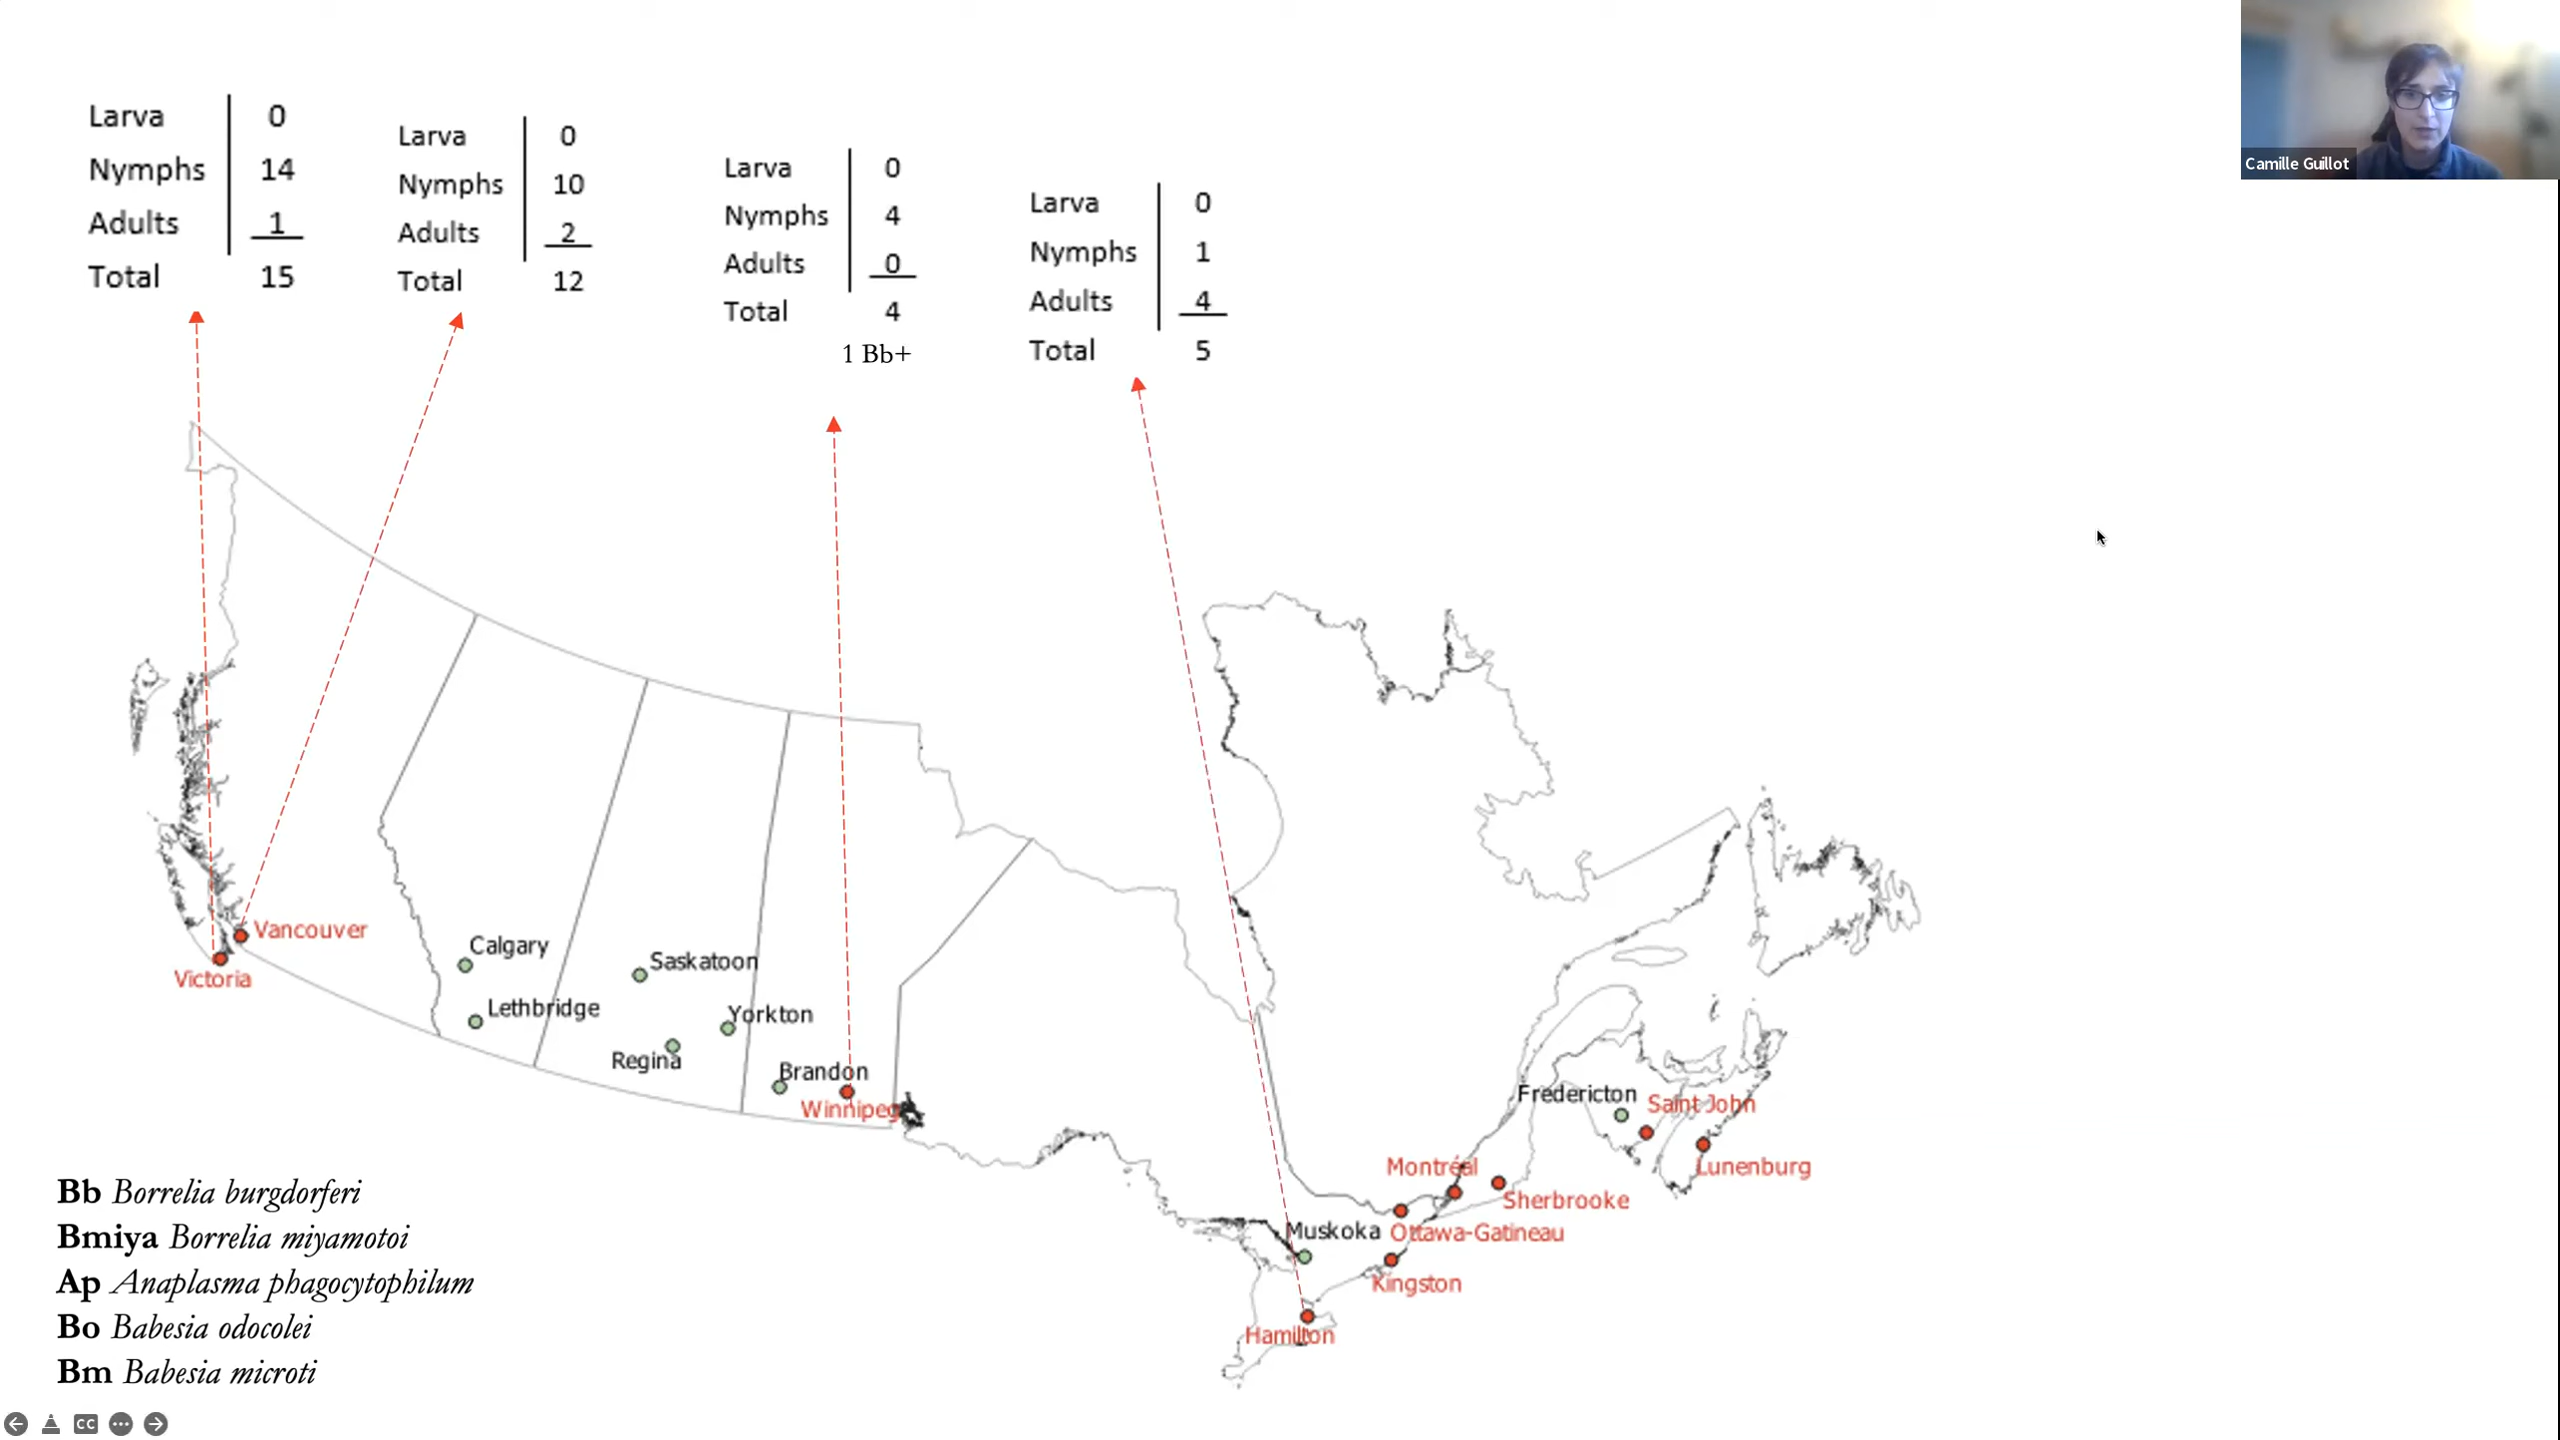 Camille Guillot
Larva 0
Nymphs 14
Adults 1
Total 15
Larva 0
Nymphs 10
Adults 2
Total 12
Larva 0
Nymphs 4
Adults 0
Total 4
1 Bb+
Larva 0
Nymphs 1
Adults 4
Total 5
Vancouver
Victoria
Calgary
Lethbridge
Saskatoon
Yorkton
Regina
Brandon
Winnipeg
Fredericton
Saint John
Lunenburg
Montréal
Sherbrooke
Muskoka
Ottawa-Gatineau
Kingston
Hamilton
Bb Borrelia burgdorferi
Bmiya Borrelia miyamotoi
Ap Anaplasma phagocytophilum
Bo Babesia odocolei
Bm Babesia microti
CC